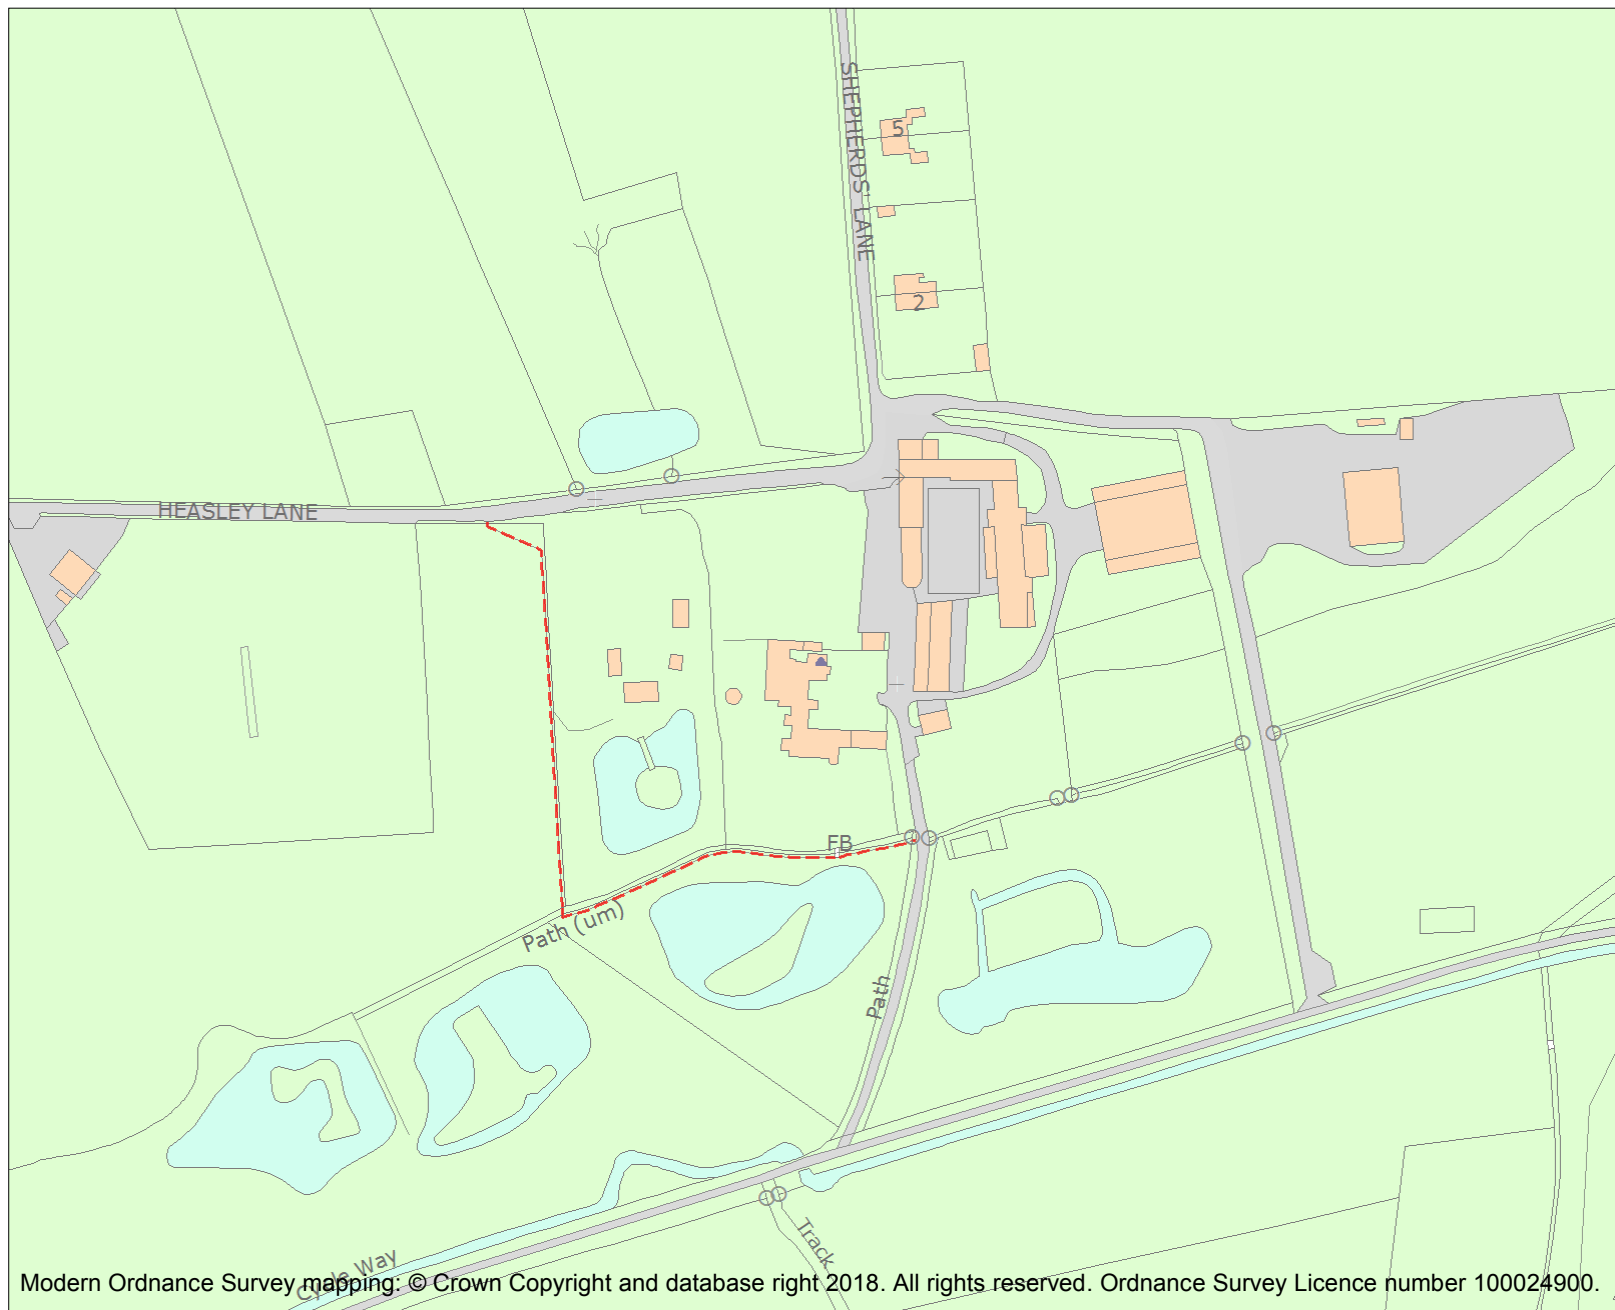 SHEPHERDS' LANE
5
2
HEASLEY LANE
FB
Path (um)
Path
Track
Cycle Way
Modern Ordnance Survey mapping: © Crown Copyright and database right 2018. All rights reserved. Ordnance Survey Licence number 100024900.